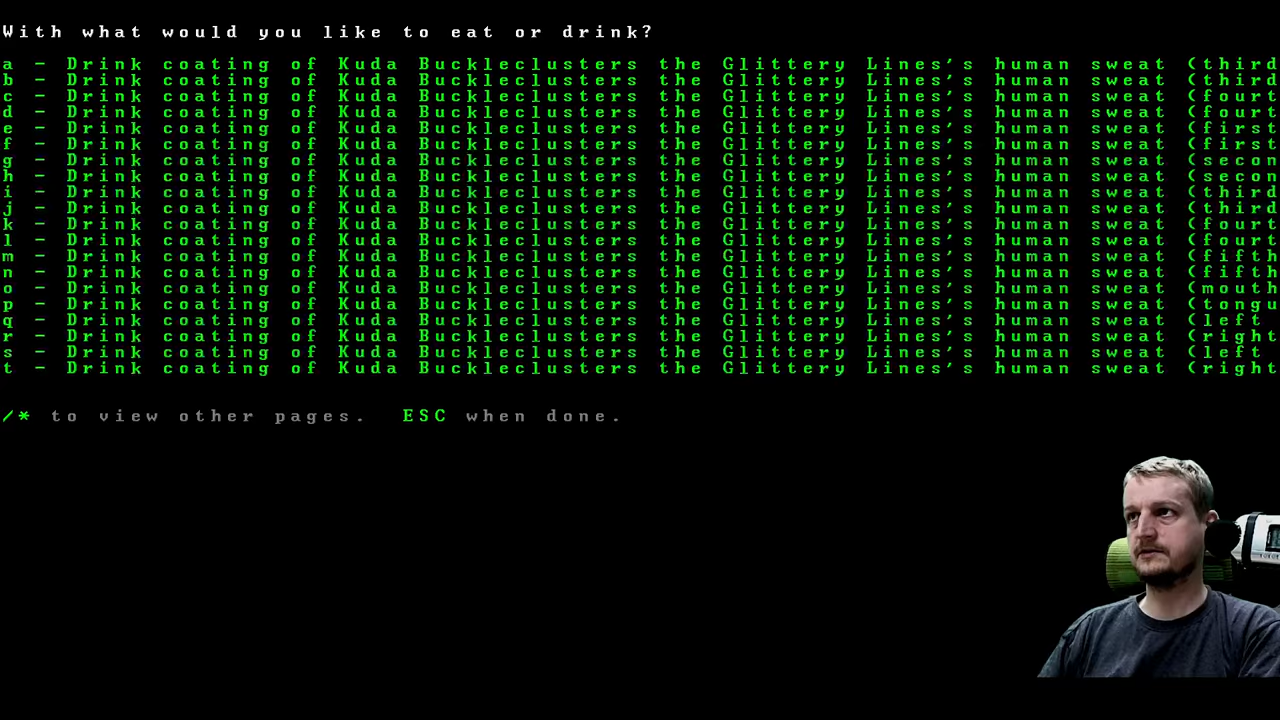 With what would you like to eat or drink?
a - Drink coating of Kuda Buckleclusters the Glittery Lines's human sweat (third
b - Drink coating of Kuda Buckleclusters the Glittery Lines's human sweat (third
c - Drink coating of Kuda Buckleclusters the Glittery Lines's human sweat (fourt
d - Drink coating of Kuda Buckleclusters the Glittery Lines's human sweat (fourt
e - Drink coating of Kuda Buckleclusters the Glittery Lines's human sweat (first
f - Drink coating of Kuda Buckleclusters the Glittery Lines's human sweat (first
g - Drink coating of Kuda Buckleclusters the Glittery Lines's human sweat (secon
h - Drink coating of Kuda Buckleclusters the Glittery Lines's human sweat (secon
i - Drink coating of Kuda Buckleclusters the Glittery Lines's human sweat (third
j - Drink coating of Kuda Buckleclusters the Glittery Lines's human sweat (third
k - Drink coating of Kuda Buckleclusters the Glittery Lines's human sweat (fourt
l - Drink coating of Kuda Buckleclusters the Glittery Lines's human sweat (fourt
m - Drink coating of Kuda Buckleclusters the Glittery Lines's human sweat (fifth
n - Drink coating of Kuda Buckleclusters the Glittery Lines's human sweat (fifth
o - Drink coating of Kuda Buckleclusters the Glittery Lines's human sweat (mouth
p - Drink coating of Kuda Buckleclusters the Glittery Lines's human sweat (tongu
q - Drink coating of Kuda Buckleclusters the Glittery Lines's human sweat (left
r - Drink coating of Kuda Buckleclusters the Glittery Lines's human sweat (right
s - Drink coating of Kuda Buckleclusters the Glittery Lines's human sweat (left
t - Drink coating of Kuda Buckleclusters the Glittery Lines's human sweat (right
/* to view other pages. ESC when done.